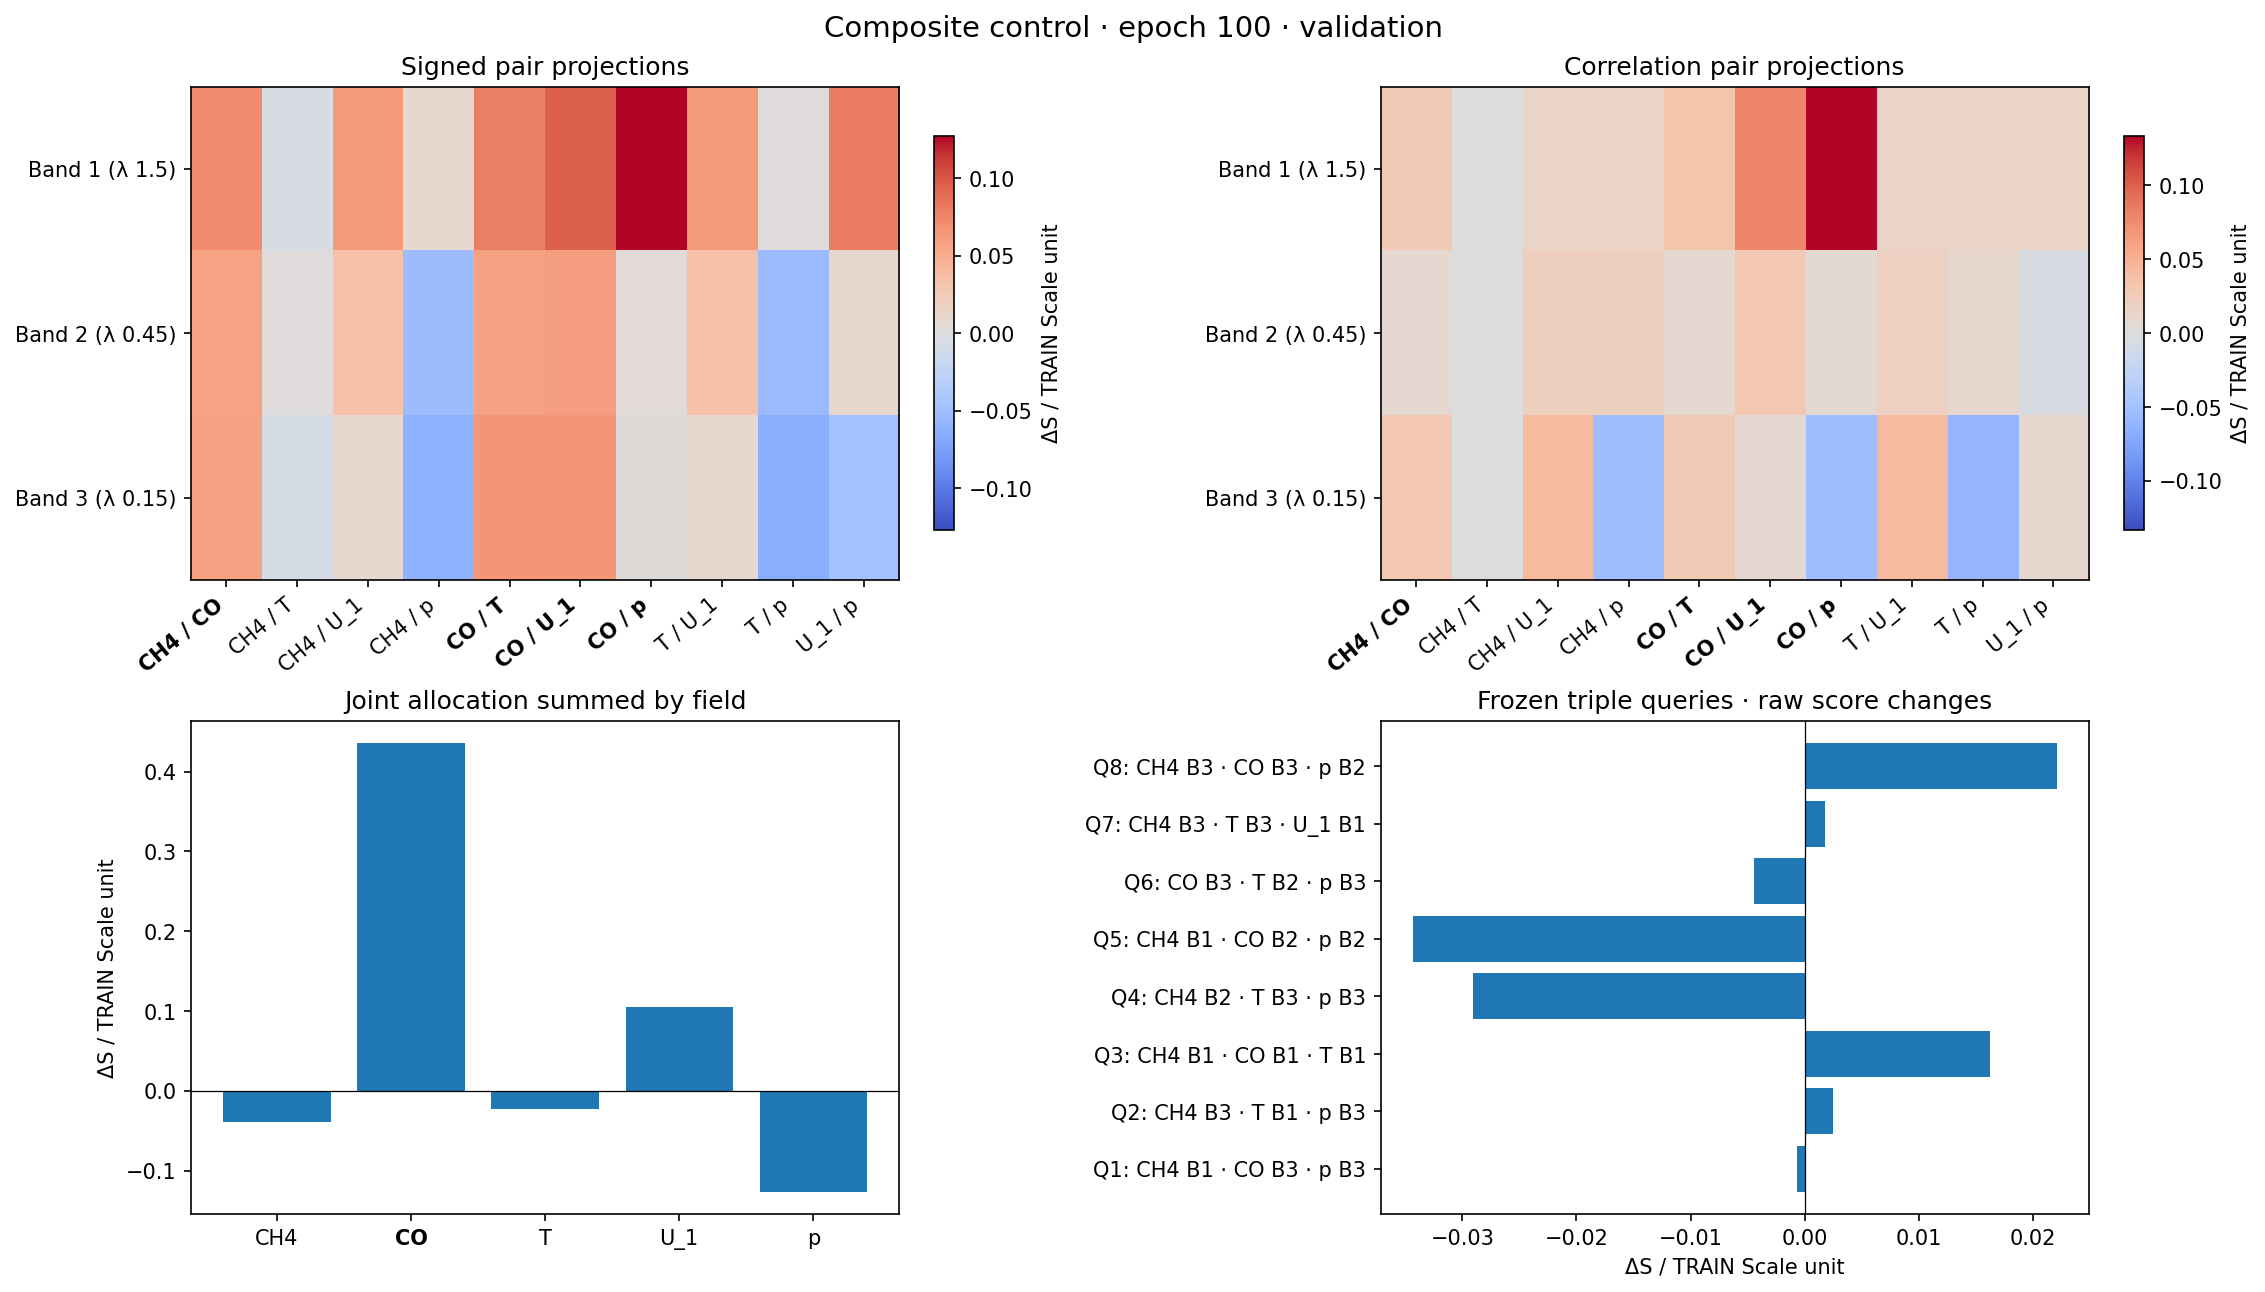 Composite control · epoch 100 · validation
Signed pair projections
Band 1 (λ 1.5)
Band 2 (λ 0.45)
Band 3 (λ 0.15)
CH4 / CO
CH4 / T
CH4 / U_1
CH4 / p
CO / T
CO / U_1
CO / p
T / U_1
T / p
U_1 / p
0.10
0.05
0.00
−0.05
−0.10
ΔS / TRAIN Scale unit
Correlation pair projections
Band 1 (λ 1.5)
Band 2 (λ 0.45)
Band 3 (λ 0.15)
CH4 / CO
CH4 / T
CH4 / U_1
CH4 / p
CO / T
CO / U_1
CO / p
T / U_1
T / p
U_1 / p
0.10
0.05
0.00
−0.05
−0.10
ΔS / TRAIN Scale unit
Joint allocation summed by field
ΔS / TRAIN Scale unit
0.4
0.3
0.2
0.1
0.0
−0.1
CH4
CO
T
U_1
p
Frozen triple queries · raw score changes
Q8: CH4 B3 · CO B3 · p B2
Q7: CH4 B3 · T B3 · U_1 B1
Q6: CO B3 · T B2 · p B3
Q5: CH4 B1 · CO B2 · p B2
Q4: CH4 B2 · T B3 · p B3
Q3: CH4 B1 · CO B1 · T B1
Q2: CH4 B3 · T B1 · p B3
Q1: CH4 B1 · CO B3 · p B3
−0.03
−0.02
−0.01
0.00
0.01
0.02
ΔS / TRAIN Scale unit